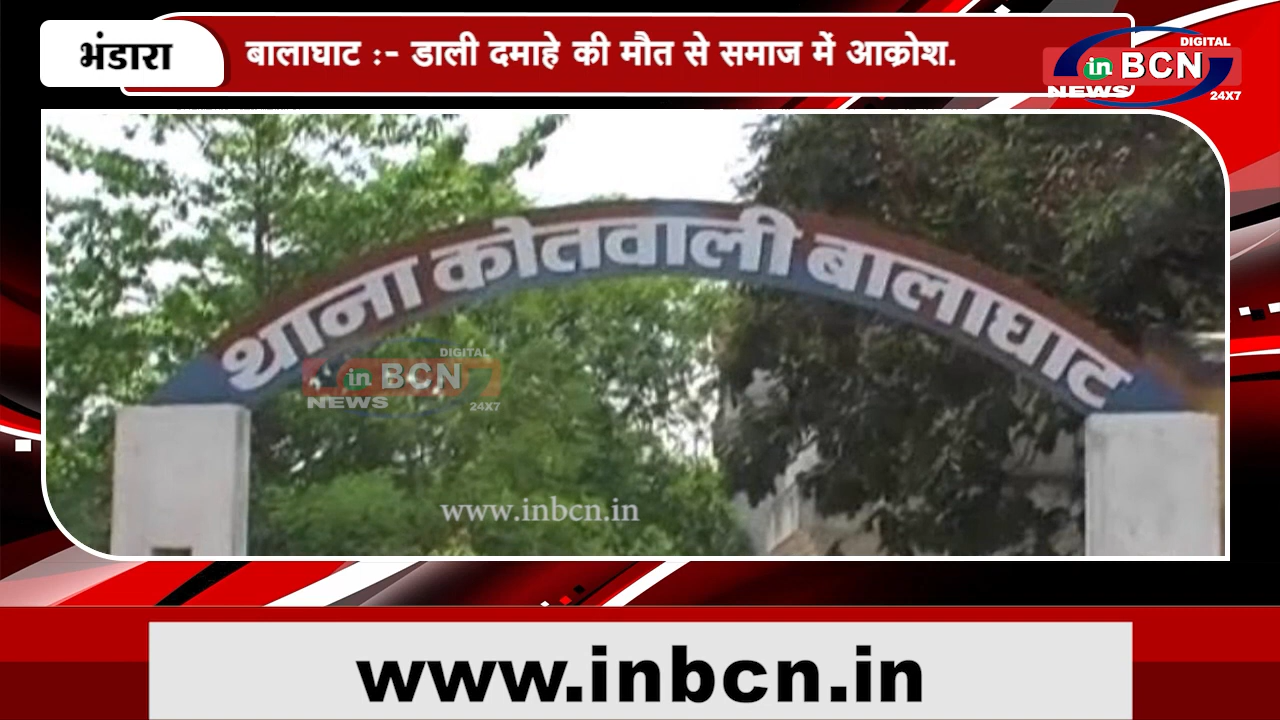 भंडारा
बालाघाट :- डाली दमाहे की मौत से समाज में आक्रोश.
DIGITAL
in BCN
NEWS
24X7
थाना कोतवाली बालाघाट
DIGITAL
in BCN
NEWS
24X7
www.inbcn.in
www.inbcn.in